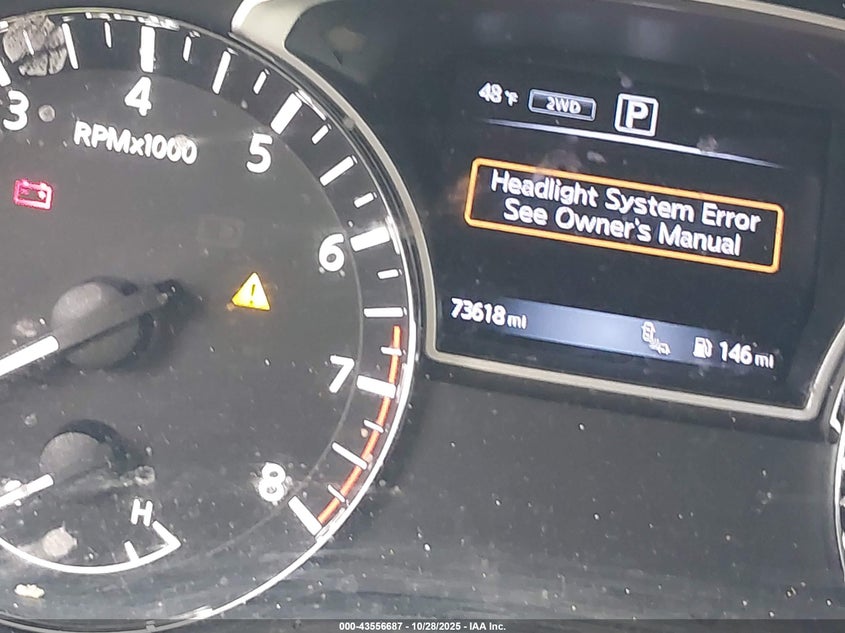 48°F 2WD P
3 4 5 6 7 8
RPMx1000
Headlight System Error
See Owner's Manual
73618 mi 146 mi
H
000-43556687 - 10/28/2025 - IAA Inc.